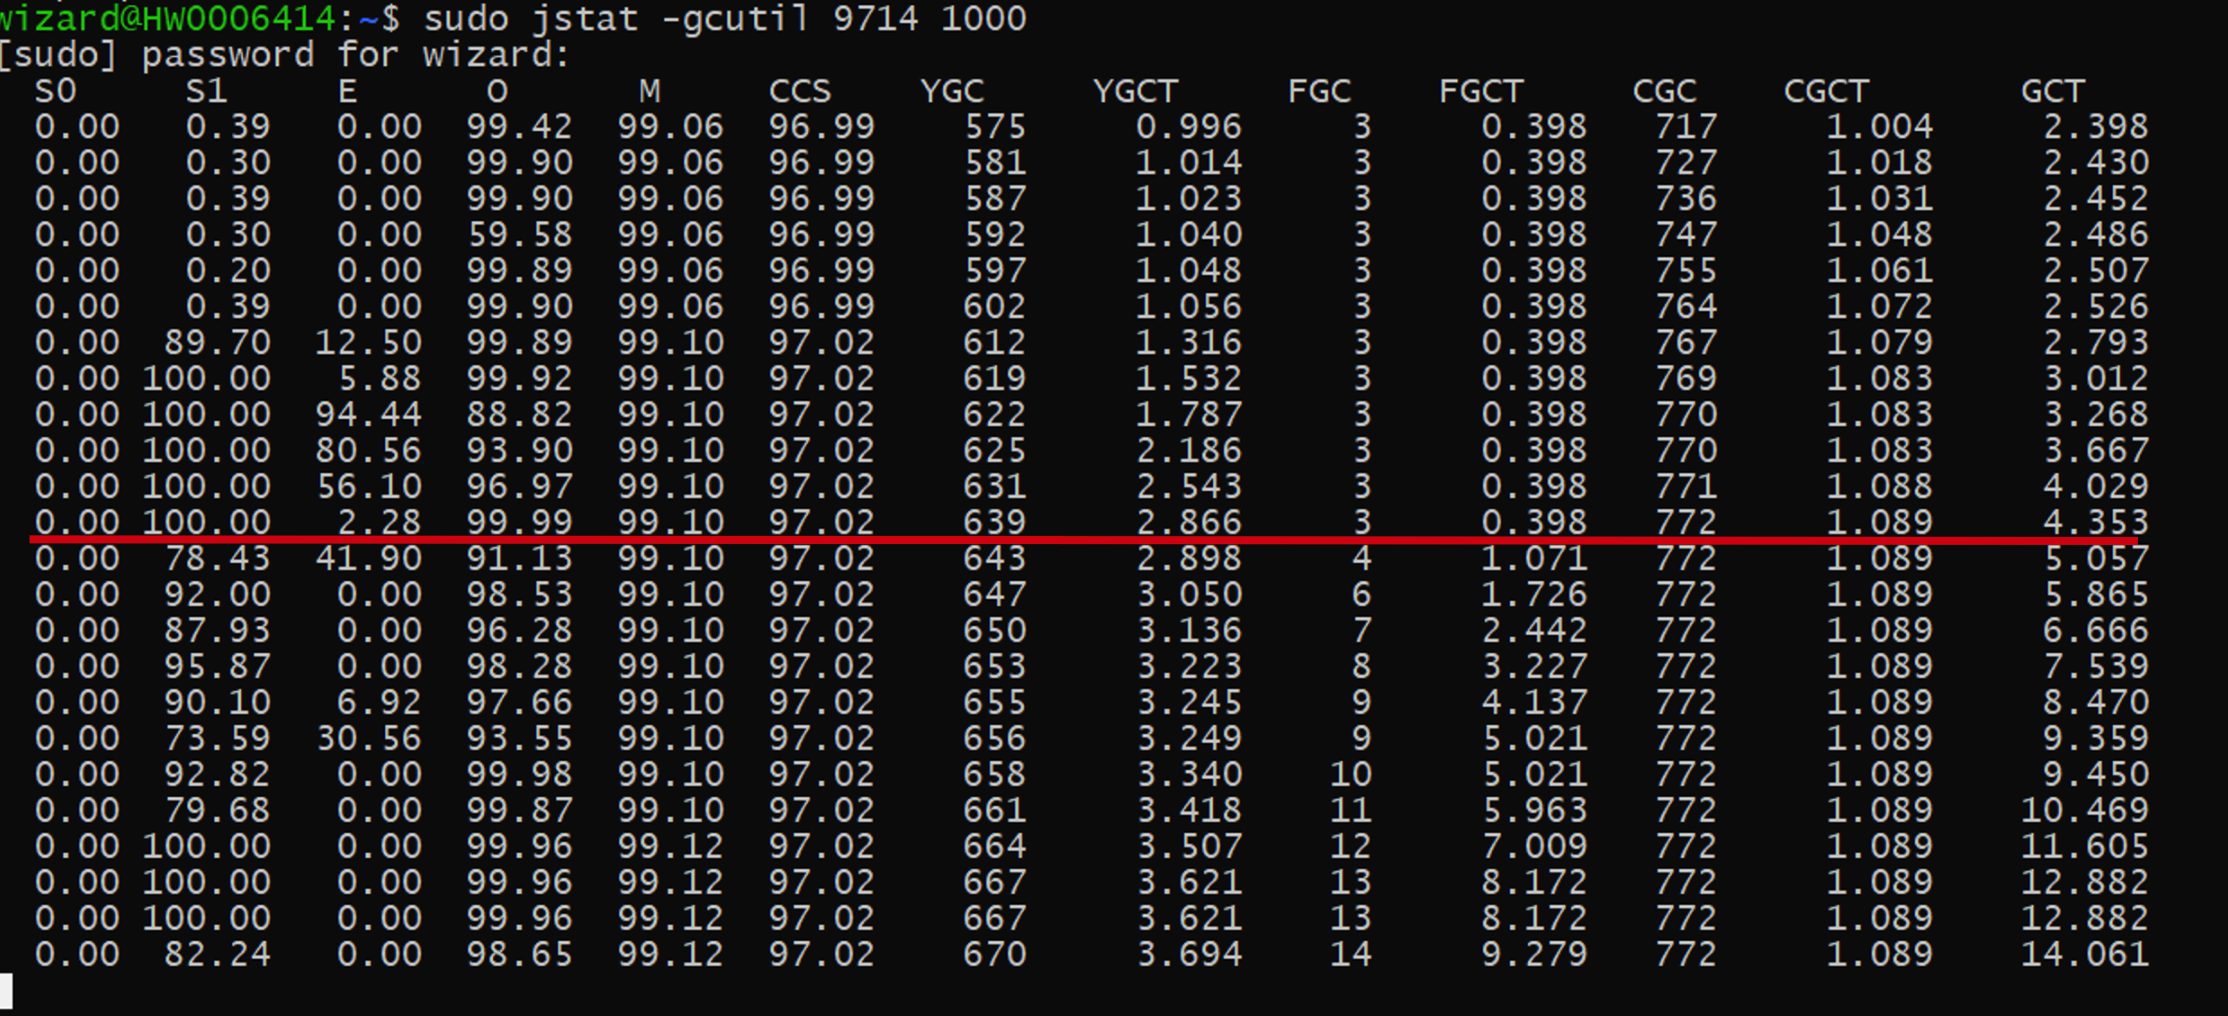 wizard@HW0006414:~$ sudo jstat -gcutil 9714 1000
[sudo] password for wizard:
S0 S1 E O M CCS YGC YGCT FGC FGCT CGC CGCT GCT
0.00 0.39 0.00 99.42 99.06 96.99 575 0.996 3 0.398 717 1.004 2.398
0.00 0.30 0.00 99.90 99.06 96.99 581 1.014 3 0.398 727 1.018 2.430
0.00 0.39 0.00 99.90 99.06 96.99 587 1.023 3 0.398 736 1.031 2.452
0.00 0.30 0.00 59.58 99.06 96.99 592 1.040 3 0.398 747 1.048 2.486
0.00 0.20 0.00 99.89 99.06 96.99 597 1.048 3 0.398 755 1.061 2.507
0.00 0.39 0.00 99.90 99.06 96.99 602 1.056 3 0.398 764 1.072 2.526
0.00 89.70 12.50 99.89 99.10 97.02 612 1.316 3 0.398 767 1.079 2.793
0.00 100.00 5.88 99.92 99.10 97.02 619 1.532 3 0.398 769 1.083 3.012
0.00 100.00 94.44 88.82 99.10 97.02 622 1.787 3 0.398 770 1.083 3.268
0.00 100.00 80.56 93.90 99.10 97.02 625 2.186 3 0.398 770 1.083 3.667
0.00 100.00 56.10 96.97 99.10 97.02 631 2.543 3 0.398 771 1.088 4.029
0.00 100.00 2.28 99.99 99.10 97.02 639 2.866 3 0.398 772 1.089 4.353
0.00 78.43 41.90 91.13 99.10 97.02 643 2.898 4 1.071 772 1.089 5.057
0.00 92.00 0.00 98.53 99.10 97.02 647 3.050 6 1.726 772 1.089 5.865
0.00 87.93 0.00 96.28 99.10 97.02 650 3.136 7 2.442 772 1.089 6.666
0.00 95.87 0.00 98.28 99.10 97.02 653 3.223 8 3.227 772 1.089 7.539
0.00 90.10 6.92 97.66 99.10 97.02 655 3.245 9 4.137 772 1.089 8.470
0.00 73.59 30.56 93.55 99.10 97.02 656 3.249 9 5.021 772 1.089 9.359
0.00 92.82 0.00 99.98 99.10 97.02 658 3.340 10 5.021 772 1.089 9.450
0.00 79.68 0.00 99.87 99.10 97.02 661 3.418 11 5.963 772 1.089 10.469
0.00 100.00 0.00 99.96 99.12 97.02 664 3.507 12 7.009 772 1.089 11.605
0.00 100.00 0.00 99.96 99.12 97.02 667 3.621 13 8.172 772 1.089 12.882
0.00 100.00 0.00 99.96 99.12 97.02 667 3.621 13 8.172 772 1.089 12.882
0.00 82.24 0.00 98.65 99.12 97.02 670 3.694 14 9.279 772 1.089 14.061